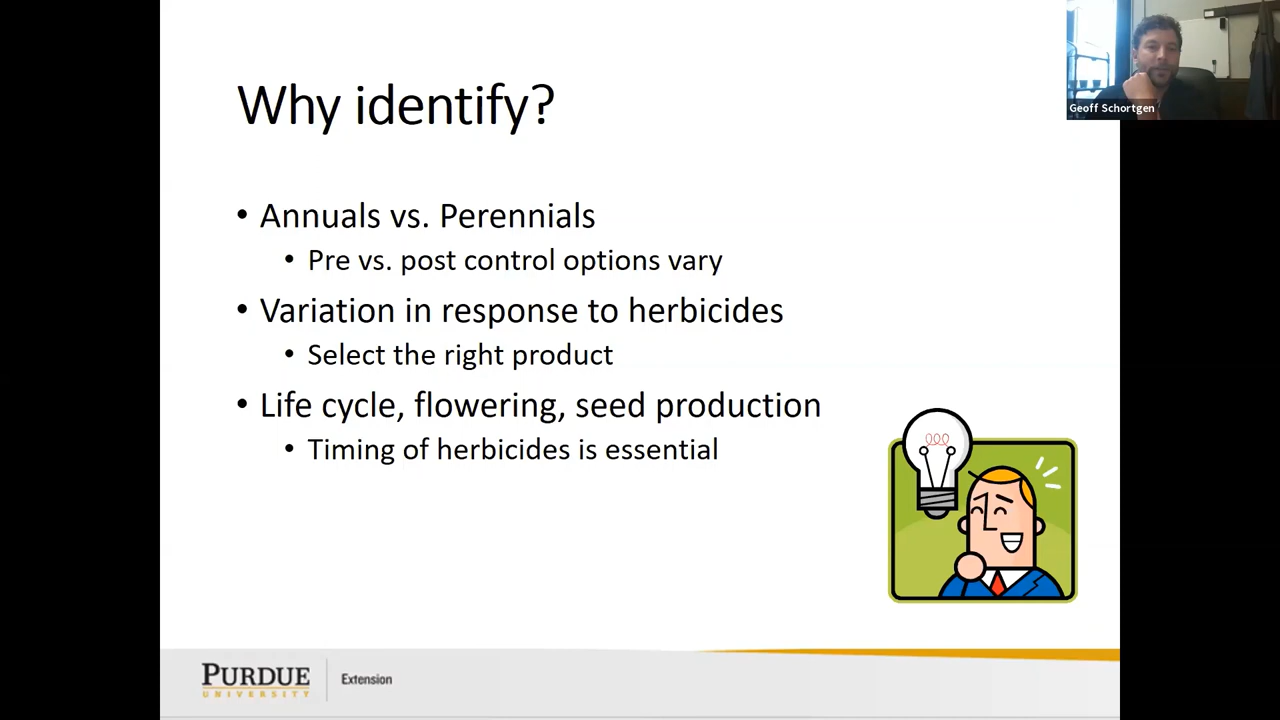 Why identify?
Geoff Schortgen
• Annuals vs. Perennials
• Pre vs. post control options vary
• Variation in response to herbicides
• Select the right product
• Life cycle, flowering, seed production
• Timing of herbicides is essential
PURDUE
UNIVERSITY
Extension